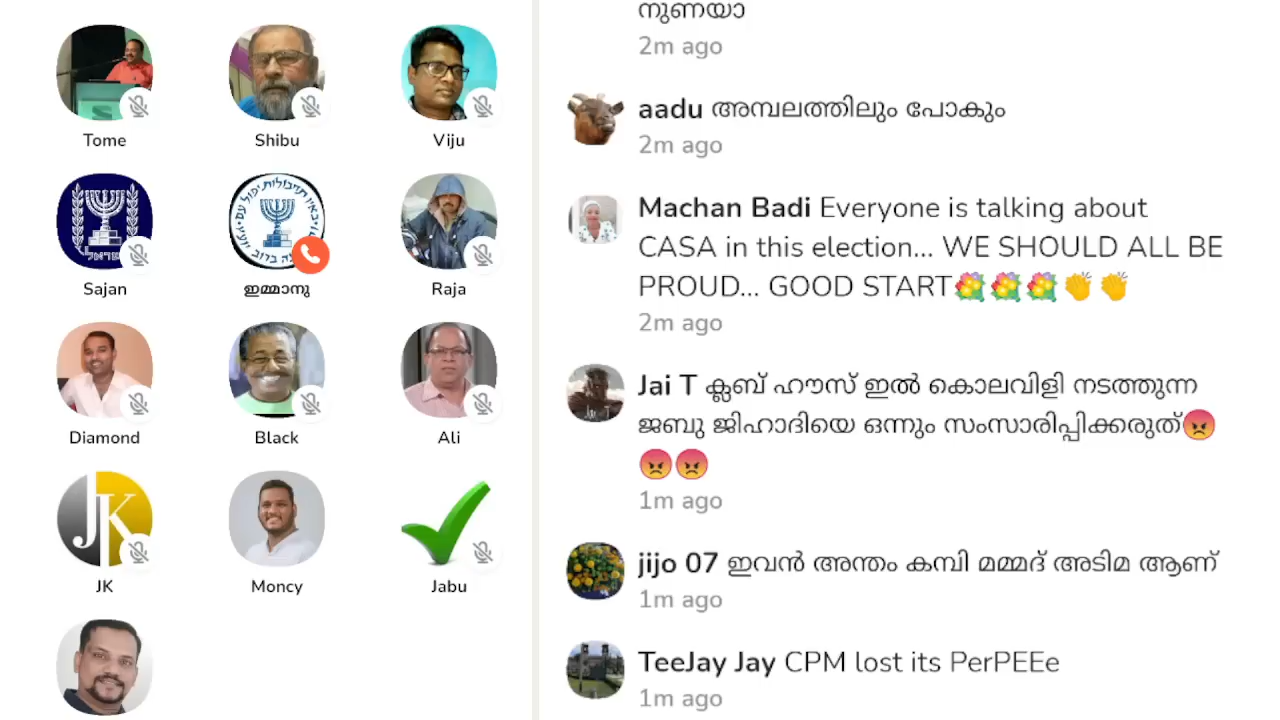 Tome
Shibu
Viju
Sajan
ഇമ്മാനു
Raja
Diamond
Black
Ali
JK
JK
Moncy
Jabu
നുണയാ
2m ago
aadu അമ്പലത്തിലും പോകും
2m ago
Machan Badi Everyone is talking about
CASA in this election... WE SHOULD ALL BE
PROUD... GOOD START💐💐💐👏👏
2m ago
Jai T ക്ലബ് ഹൗസ് ഇൽ കൊലവിളി നടത്തുന്ന
ജബു ജിഹാദിയെ ഒന്നും സംസാരിപ്പിക്കരുത്😡
😡😡
1m ago
jijo 07 ഇവൻ അന്തം കമ്പി മമ്മദ് അടിമ ആണ്
1m ago
TeeJay Jay CPM lost its PerPEEe
1m ago